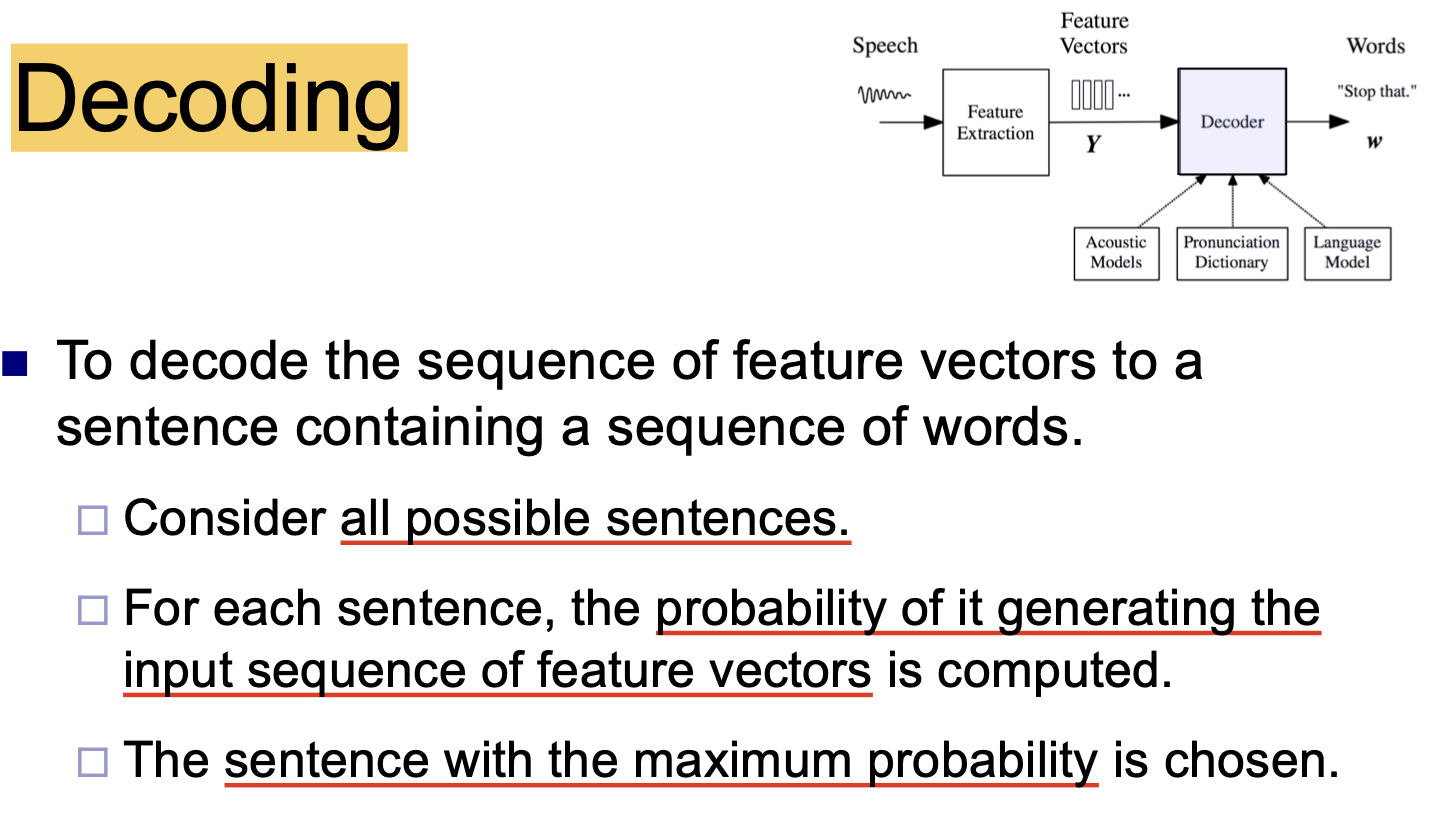 Decoding
Speech
Feature
Vectors
Words
Feature
Extraction
...
Y
Decoder
"Stop that."
w
Acoustic
Models
Pronunciation
Dictionary
Language
Model
To decode the sequence of feature vectors to a
sentence containing a sequence of words.
Consider all possible sentences.
For each sentence, the probability of it generating the
input sequence of feature vectors is computed.
The sentence with the maximum probability is chosen.